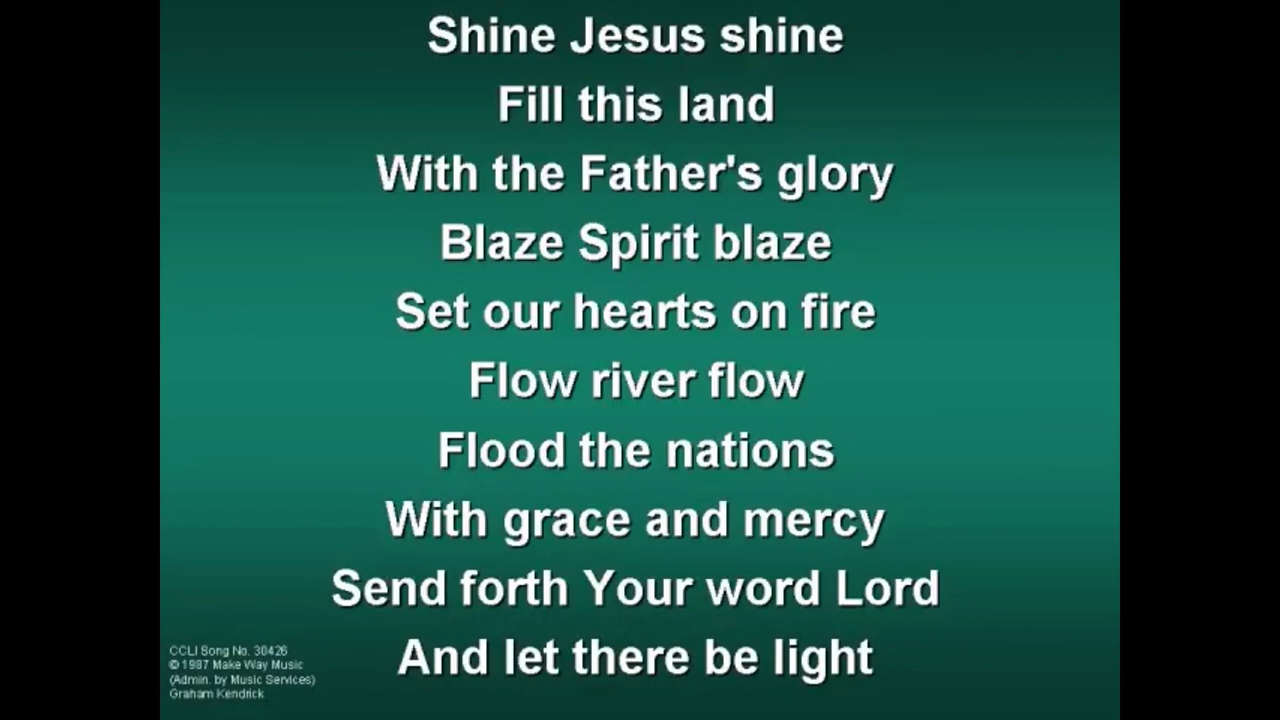 Shine Jesus shine
Fill this land
With the Father's glory
Blaze Spirit blaze
Set our hearts on fire
Flow river flow
Flood the nations
With grace and mercy
Send forth Your word Lord
And let there be light
CCLI Song No. 30426
© 1987 Make Way Music
(Admin. by Music Services)
Graham Kendrick